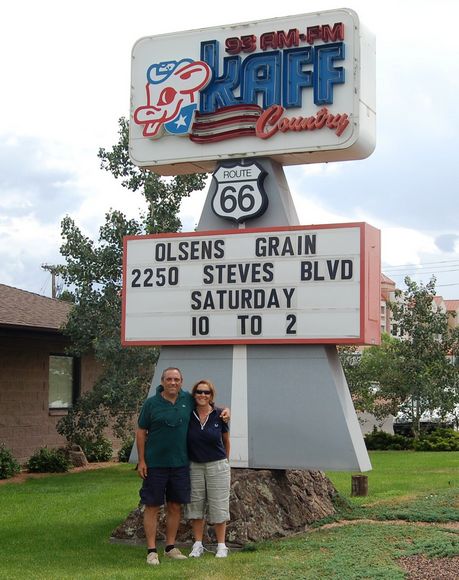 93 AM-FM
KAFF
Country
ROUTE
66
OLSENS GRAIN
2250 STEVES BLVD
SATURDAY
10 TO 2